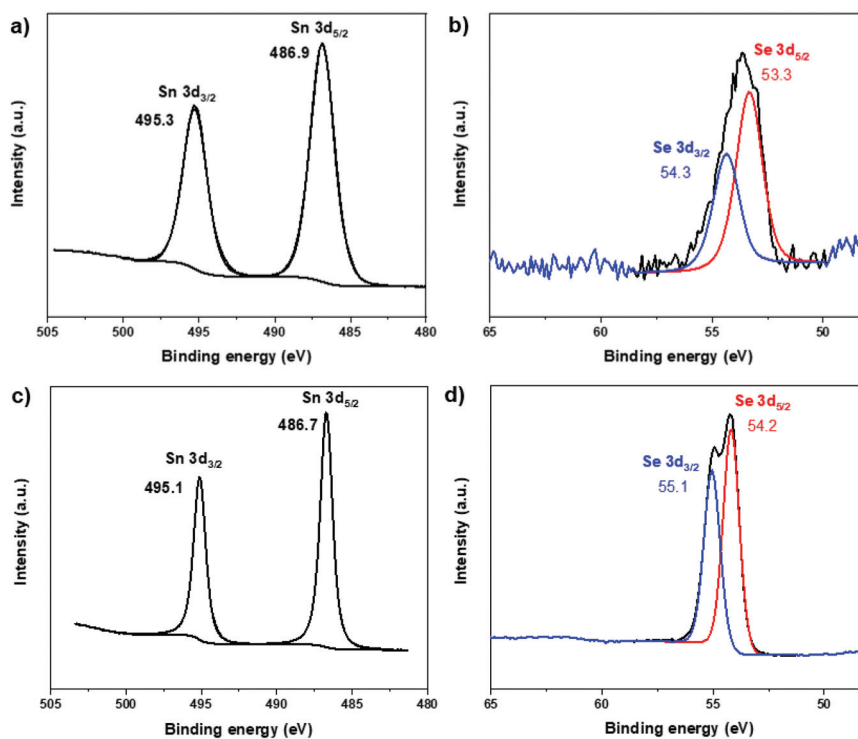 a)
Sn 3d5/2
486.9
Sn 3d3/2
495.3
Intensity (a.u.)
505 500 495 490 485 480
Binding energy (eV)
b)
Se 3d5/2
53.3
Se 3d3/2
54.3
Intensity (a.u.)
65 60 55 50
Binding energy (eV)
c)
Sn 3d5/2
486.7
Sn 3d3/2
495.1
Intensity (a.u.)
505 500 495 490 485 480
Binding energy (eV)
d)
Se 3d5/2
54.2
Se 3d3/2
55.1
Intensity (a.u.)
65 60 55 50
Binding energy (eV)